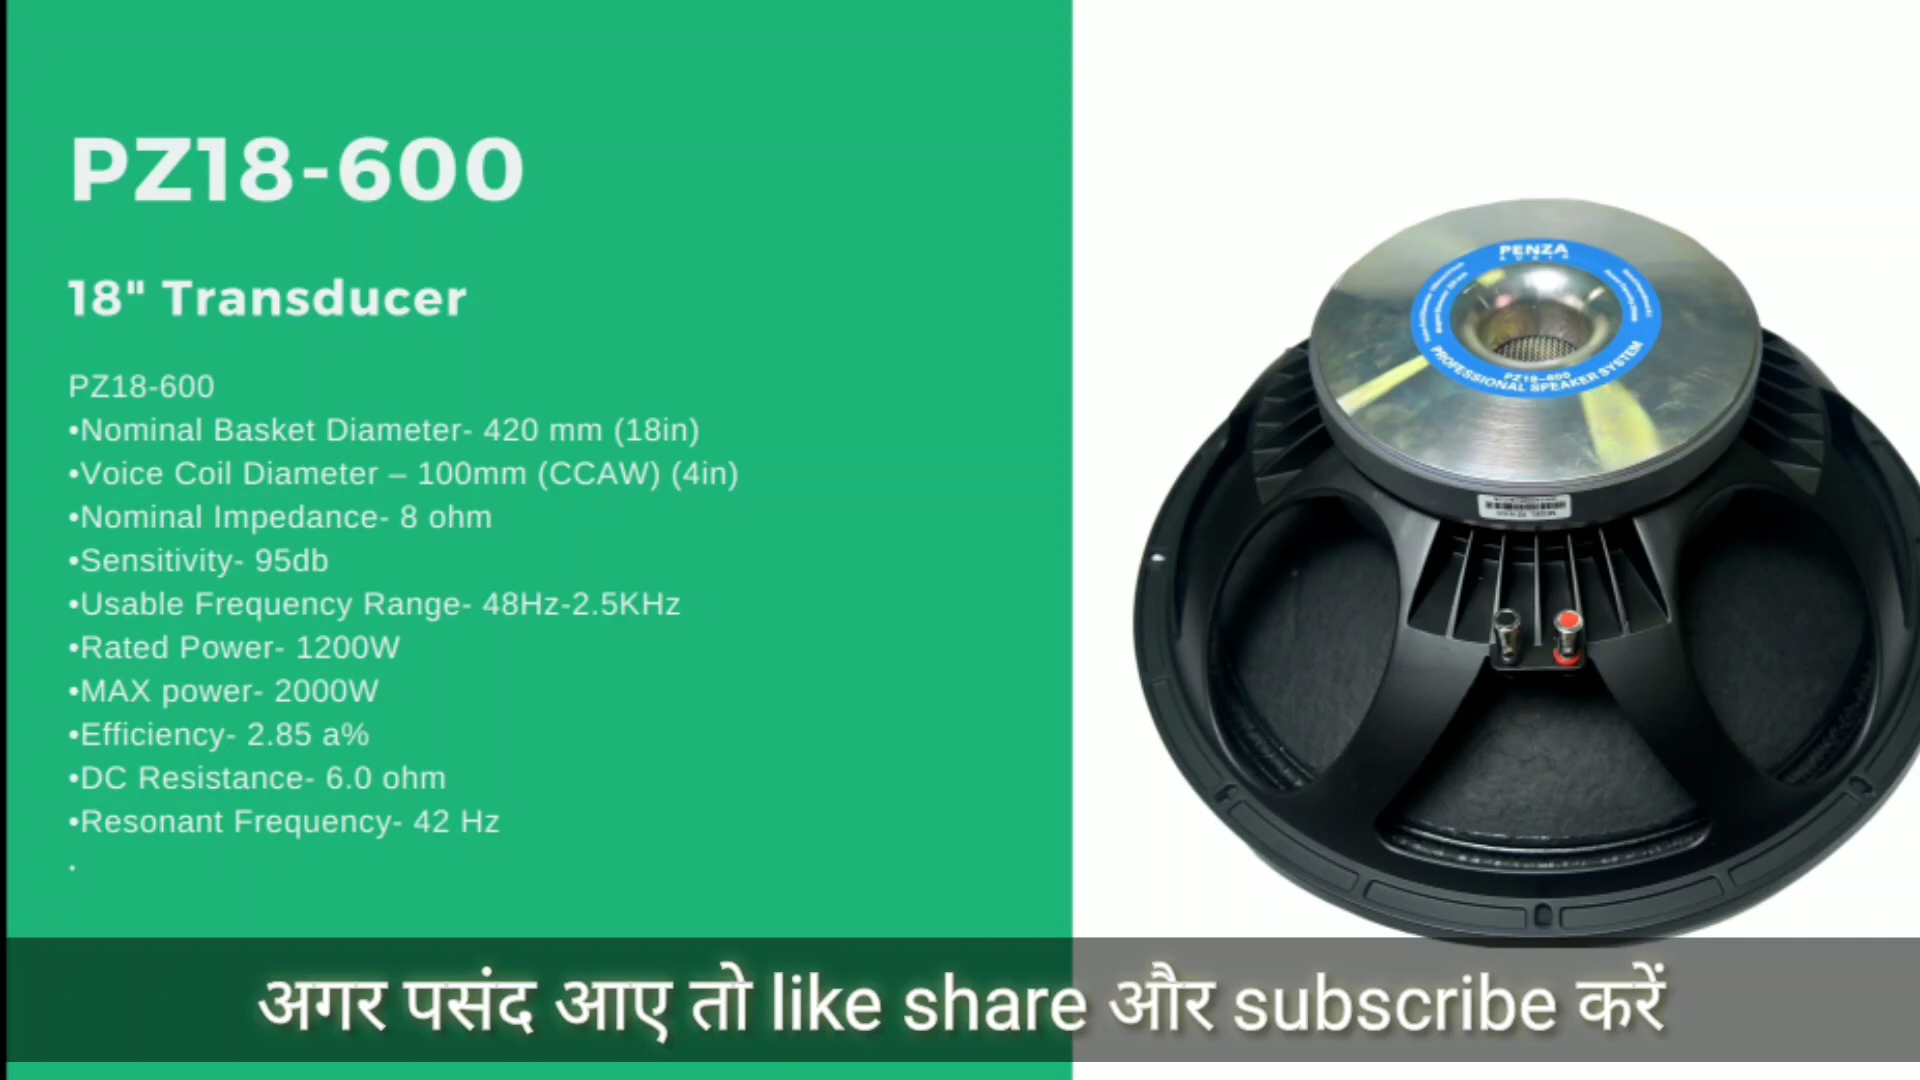 PZ18-600
18" Transducer
PZ18-600
•Nominal Basket Diameter- 420 mm (18in)
•Voice Coil Diameter – 100mm (CCAW) (4in)
•Nominal Impedance- 8 ohm
•Sensitivity- 95db
•Usable Frequency Range- 48Hz-2.5KHz
•Rated Power- 1200W
•MAX power- 2000W
•Efficiency- 2.85 a%
•DC Resistance- 6.0 ohm
•Resonant Frequency- 42 Hz
.
PENZA
AUDIO
PZ18-600
PROFESSIONAL SPEAKER SYSTEM
अगर पसंद आए तो like share और subscribe करें